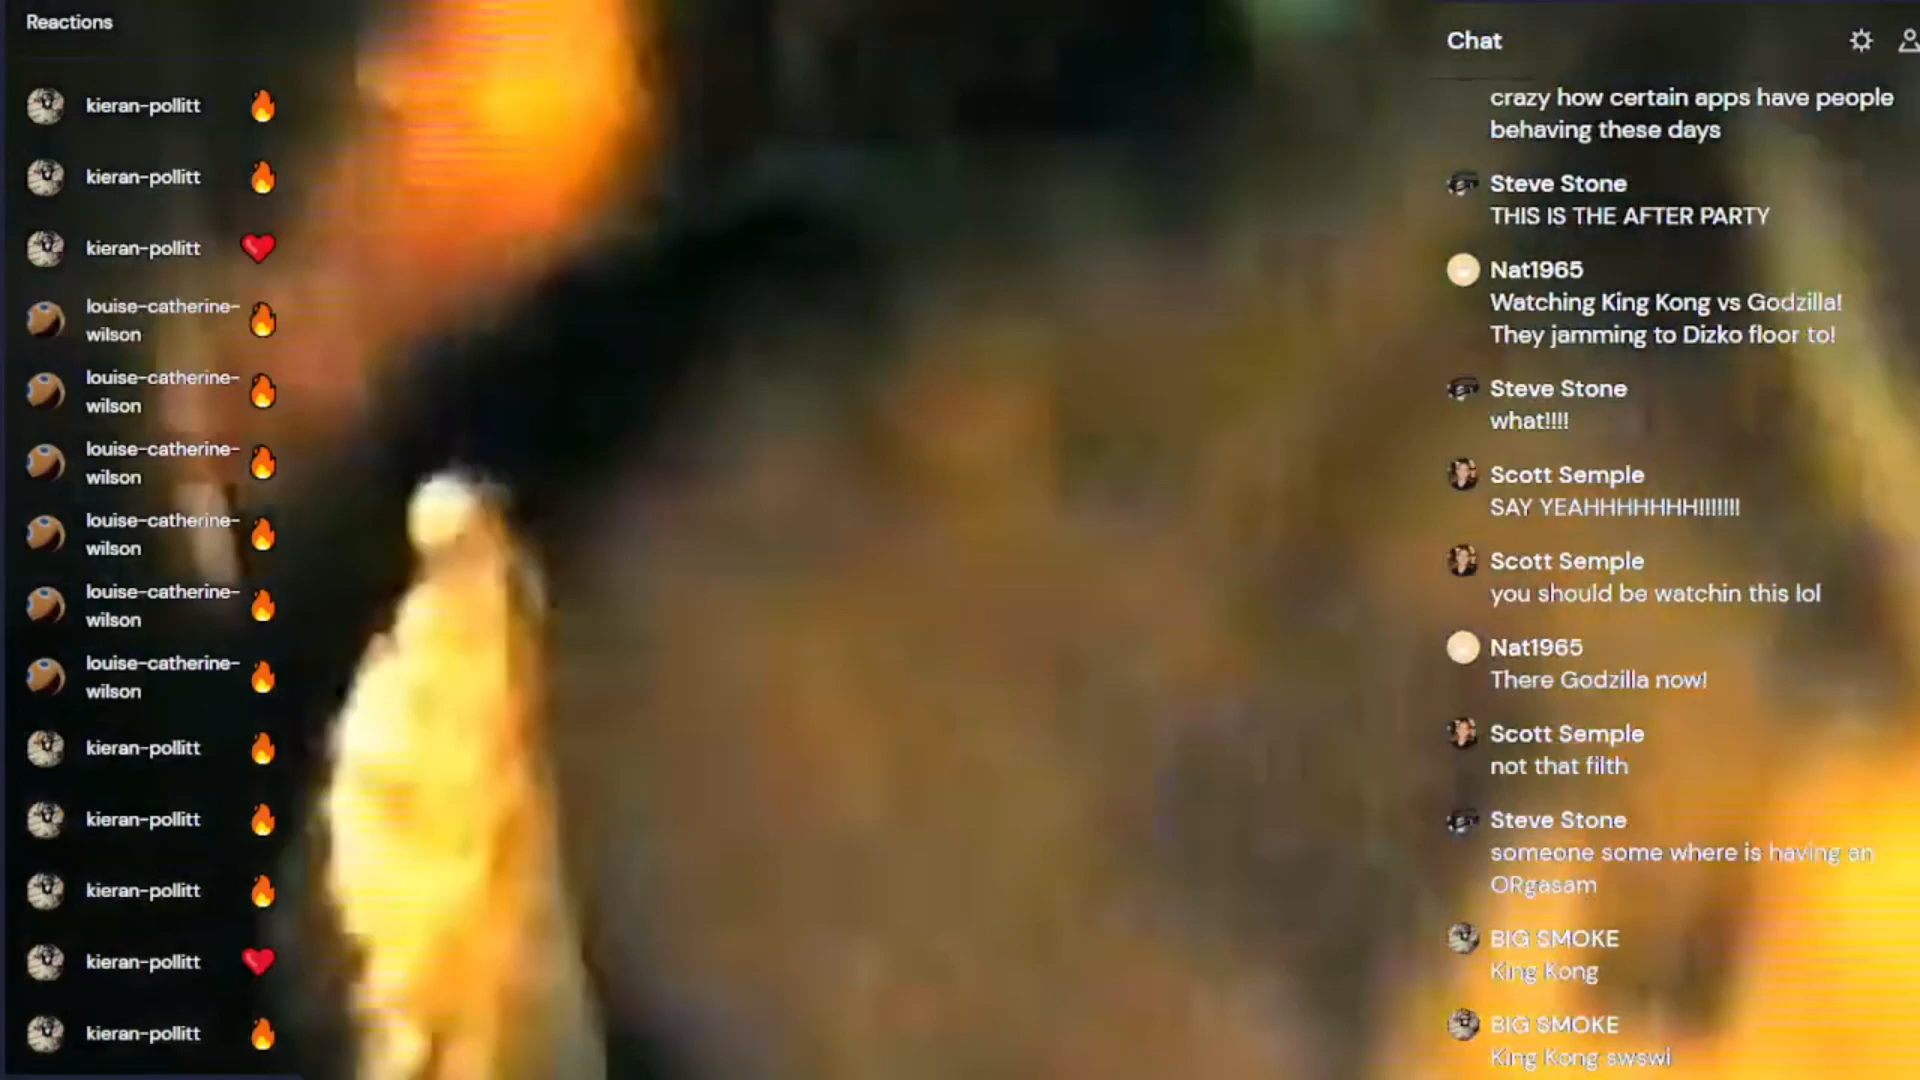 Reactions
kieran-pollitt
kieran-pollitt
kieran-pollitt
louise-catherine-
wilson
louise-catherine-
wilson
louise-catherine-
wilson
louise-catherine-
wilson
louise-catherine-
wilson
louise-catherine-
wilson
kieran-pollitt
kieran-pollitt
kieran-pollitt
kieran-pollitt
kieran-pollitt
Chat
crazy how certain apps have people
behaving these days
Steve Stone
THIS IS THE AFTER PARTY
Nat1965
Watching King Kong vs Godzilla!
They jamming to Dizko floor to!
Steve Stone
what!!!!
Scott Semple
SAY YEAHHHHHHH!!!!!!!
Scott Semple
you should be watchin this lol
Nat1965
There Godzilla now!
Scott Semple
not that filth
Steve Stone
someone some where is having an
ORgasam
BIG SMOKE
King Kong
BIG SMOKE
King Kong swswi